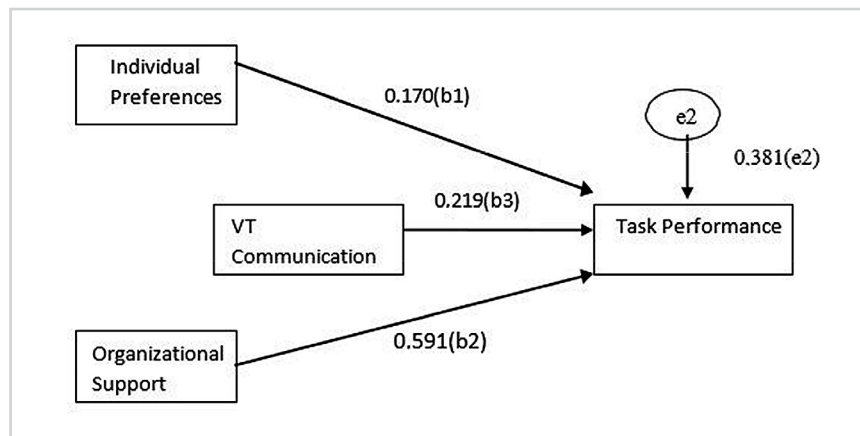 Individual
Preferences
0.170(b1)
e2
0.381(e2)
0.219(b3)
VT
Communication
Task Performance
0.591(b2)
Organizational
Support